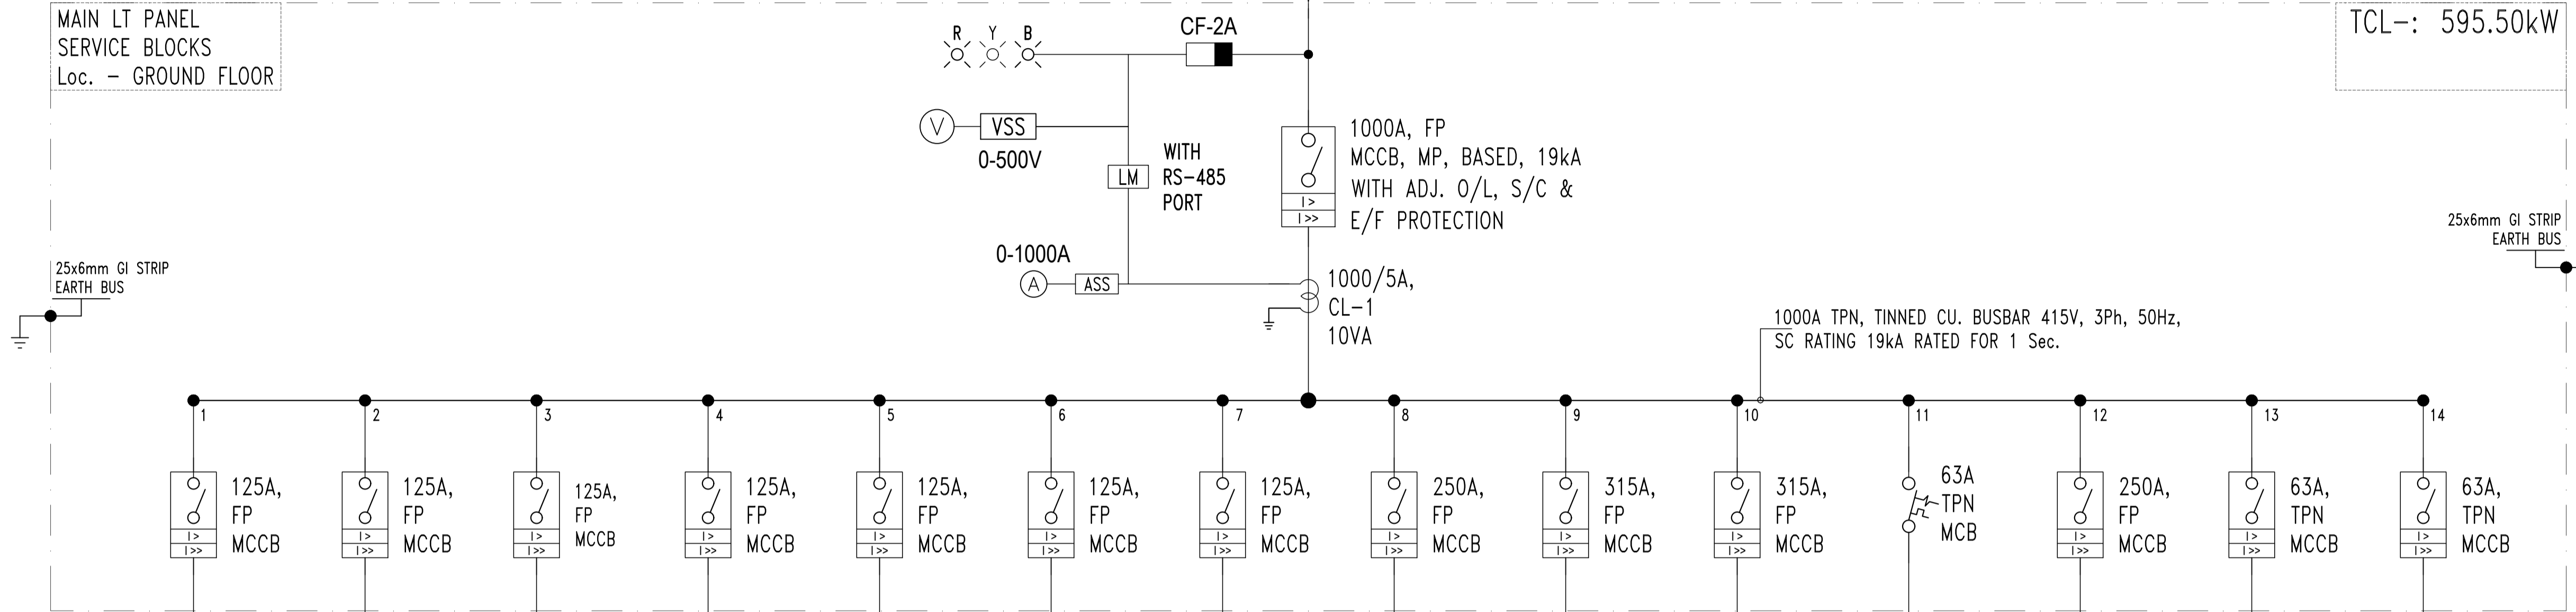 MAIN LT PANEL
SERVICE BLOCKS
Loc. - GROUND FLOOR
TCL-: 595.50kW
R Y B
CF-2A
V
VSS
0-500V
LM
WITH
RS-485
PORT
1000A, FP
MCCB, MP, BASED, 19kA
WITH ADJ. O/L, S/C &
E/F PROTECTION
I >
I >>
0-1000A
A
ASS
1000/5A,
CL-1
10VA
25x6mm GI STRIP
EARTH BUS
25x6mm GI STRIP
EARTH BUS
1000A TPN, TINNED CU. BUSBAR 415V, 3Ph, 50Hz,
SC RATING 19kA RATED FOR 1 Sec.
1
2
3
4
5
6
7
8
9
10
11
12
13
14
125A,
FP
MCCB
I >
I >>
125A,
FP
MCCB
I >
I >>
125A,
FP
MCCB
I >
I >>
125A,
FP
MCCB
I >
I >>
125A,
FP
MCCB
I >
I >>
125A,
FP
MCCB
I >
I >>
125A,
FP
MCCB
I >
I >>
250A,
FP
MCCB
I >
I >>
315A,
FP
MCCB
I >
I >>
315A,
FP
MCCB
I >
I >>
63A
TPN
MCB
250A,
FP
MCCB
I >
I >>
63A,
TPN
MCCB
I >
I >>
63A,
TPN
MCCB
I >
I >>